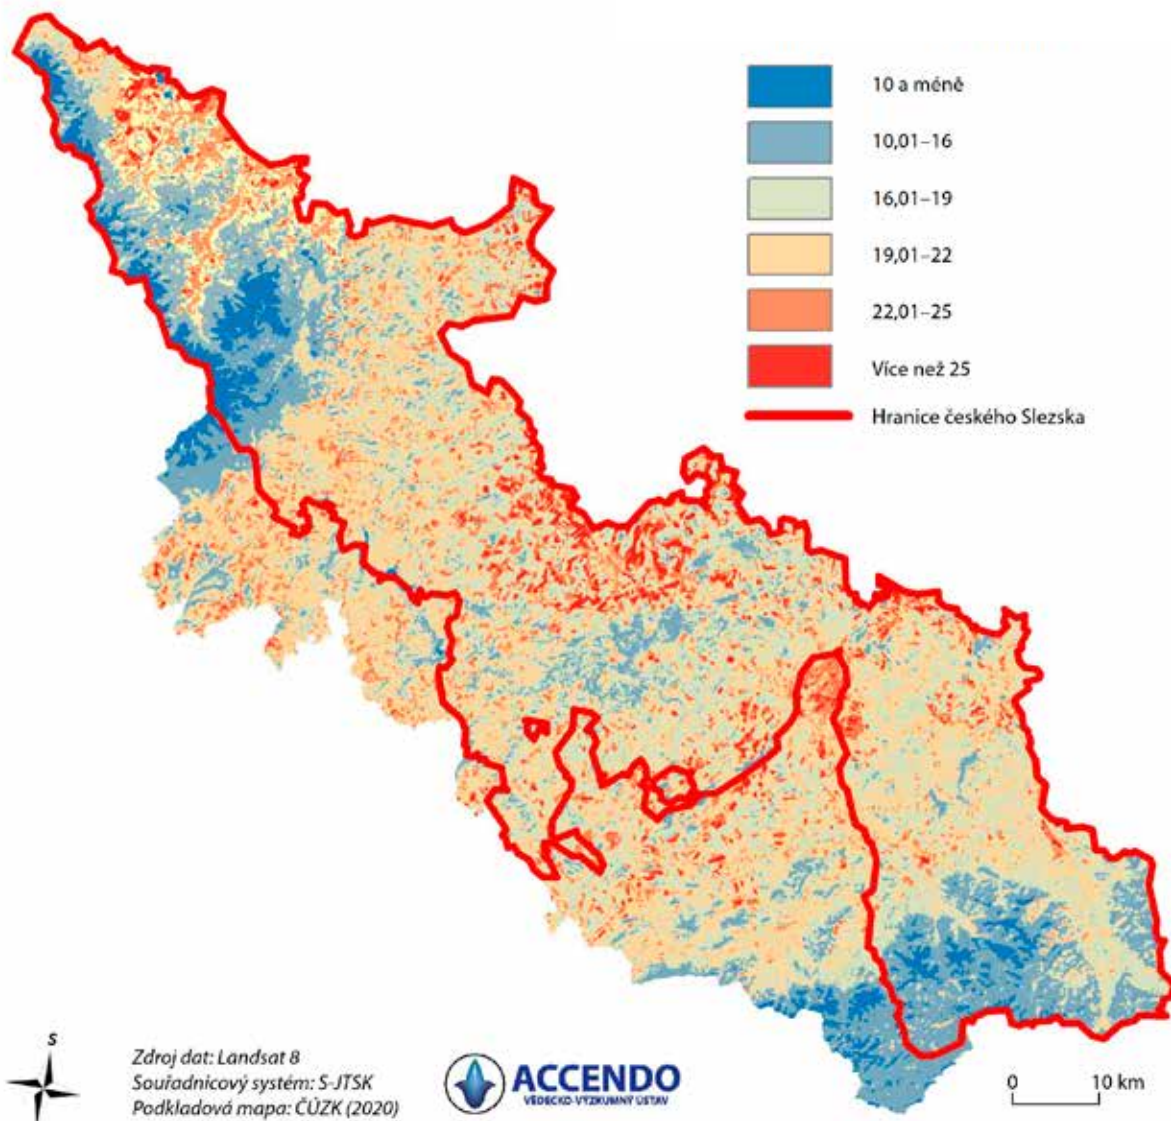 10 a méně
10,01–16
16,01–19
19,01–22
22,01–25
Více než 25
Hranice českého Slezska
S
Zdroj dat: Landsat 8
Souřadnicový systém: S-JTSK
Podkladová mapa: ČÚZK (2020)
ACCENDO
VĚDECKO-VÝZKUMNÝ ÚSTAV
0 10 km